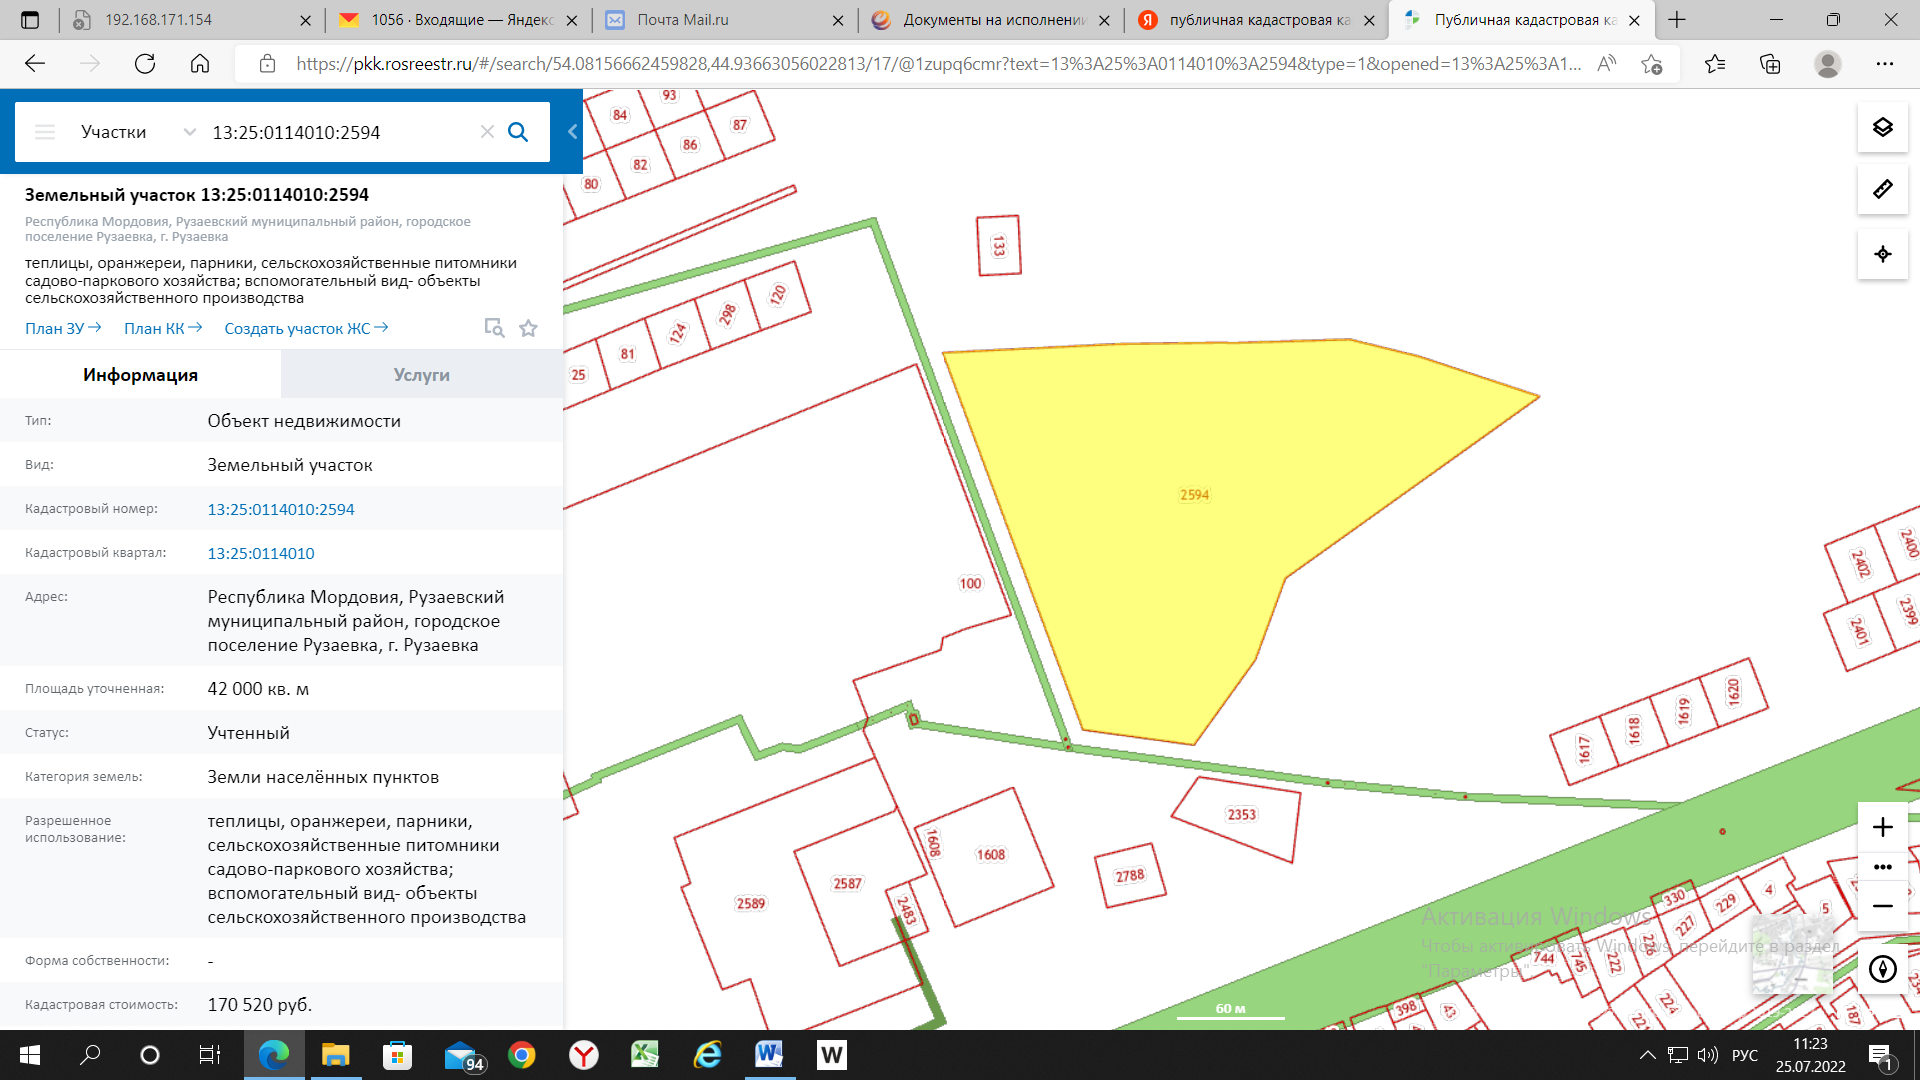 192.168.171.154
1056 · Входящие — Яндекс
Почта Mail.ru
Документы на исполнении
публичная кадастровая ка
Публичная кадастровая ка
https://pkk.rosreestr.ru/#/search/54.08156662459828,44.93663056022813/17/@1zupq6cmr?text=13%3A25%3A0114010%3A2594&type=1&opened=13%3A25%3A1...
Участки
13:25:0114010:2594
Земельный участок 13:25:0114010:2594
Республика Мордовия, Рузаевский муниципальный район, городское
поселение Рузаевка, г. Рузаевка
теплицы, оранжереи, парники, сельскохозяйственные питомники
садово-паркового хозяйства; вспомогательный вид- объекты
сельскохозяйственного производства
План ЗУ
План КК
Создать участок ЖС
Информация
Услуги
Тип:
Объект недвижимости
Вид:
Земельный участок
Кадастровый номер:
13:25:0114010:2594
Кадастровый квартал:
13:25:0114010
Адрес:
Республика Мордовия, Рузаевский
муниципальный район, городское
поселение Рузаевка, г. Рузаевка
Площадь уточненная:
42 000 кв. м
Статус:
Учтенный
Категория земель:
Земли населённых пунктов
Разрешенное
использование:
теплицы, оранжереи, парники,
сельскохозяйственные питомники
садово-паркового хозяйства;
вспомогательный вид- объекты
сельскохозяйственного производства
Форма собственности:
-
Кадастровая стоимость:
170 520 руб.
93
84
87
86
82
80
133
120
298
124
81
25
2594
100
2400
2402
2399
2401
1620
1619
1618
1617
2353
1608
1608
2788
2587
2589
2483
330
4
229
5
227
226
744
745
222
224
398
43
221
187
Активация Windows
Чтобы активировать Windows, перейдите в раздел
"Параметры".
60 м
94
РУС
11:23
25.07.2022
1